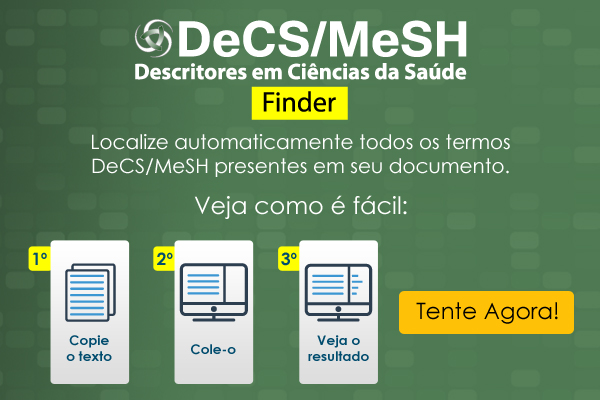 DeCS/MeSH
Descritores em Ciências da Saúde
Finder
Localize automaticamente todos os termos
DeCS/MeSH presentes em seu documento.
Veja como é fácil:
1º
Copie
o texto
2º
Cole-o
3º
Veja o
resultado
Tente Agora!